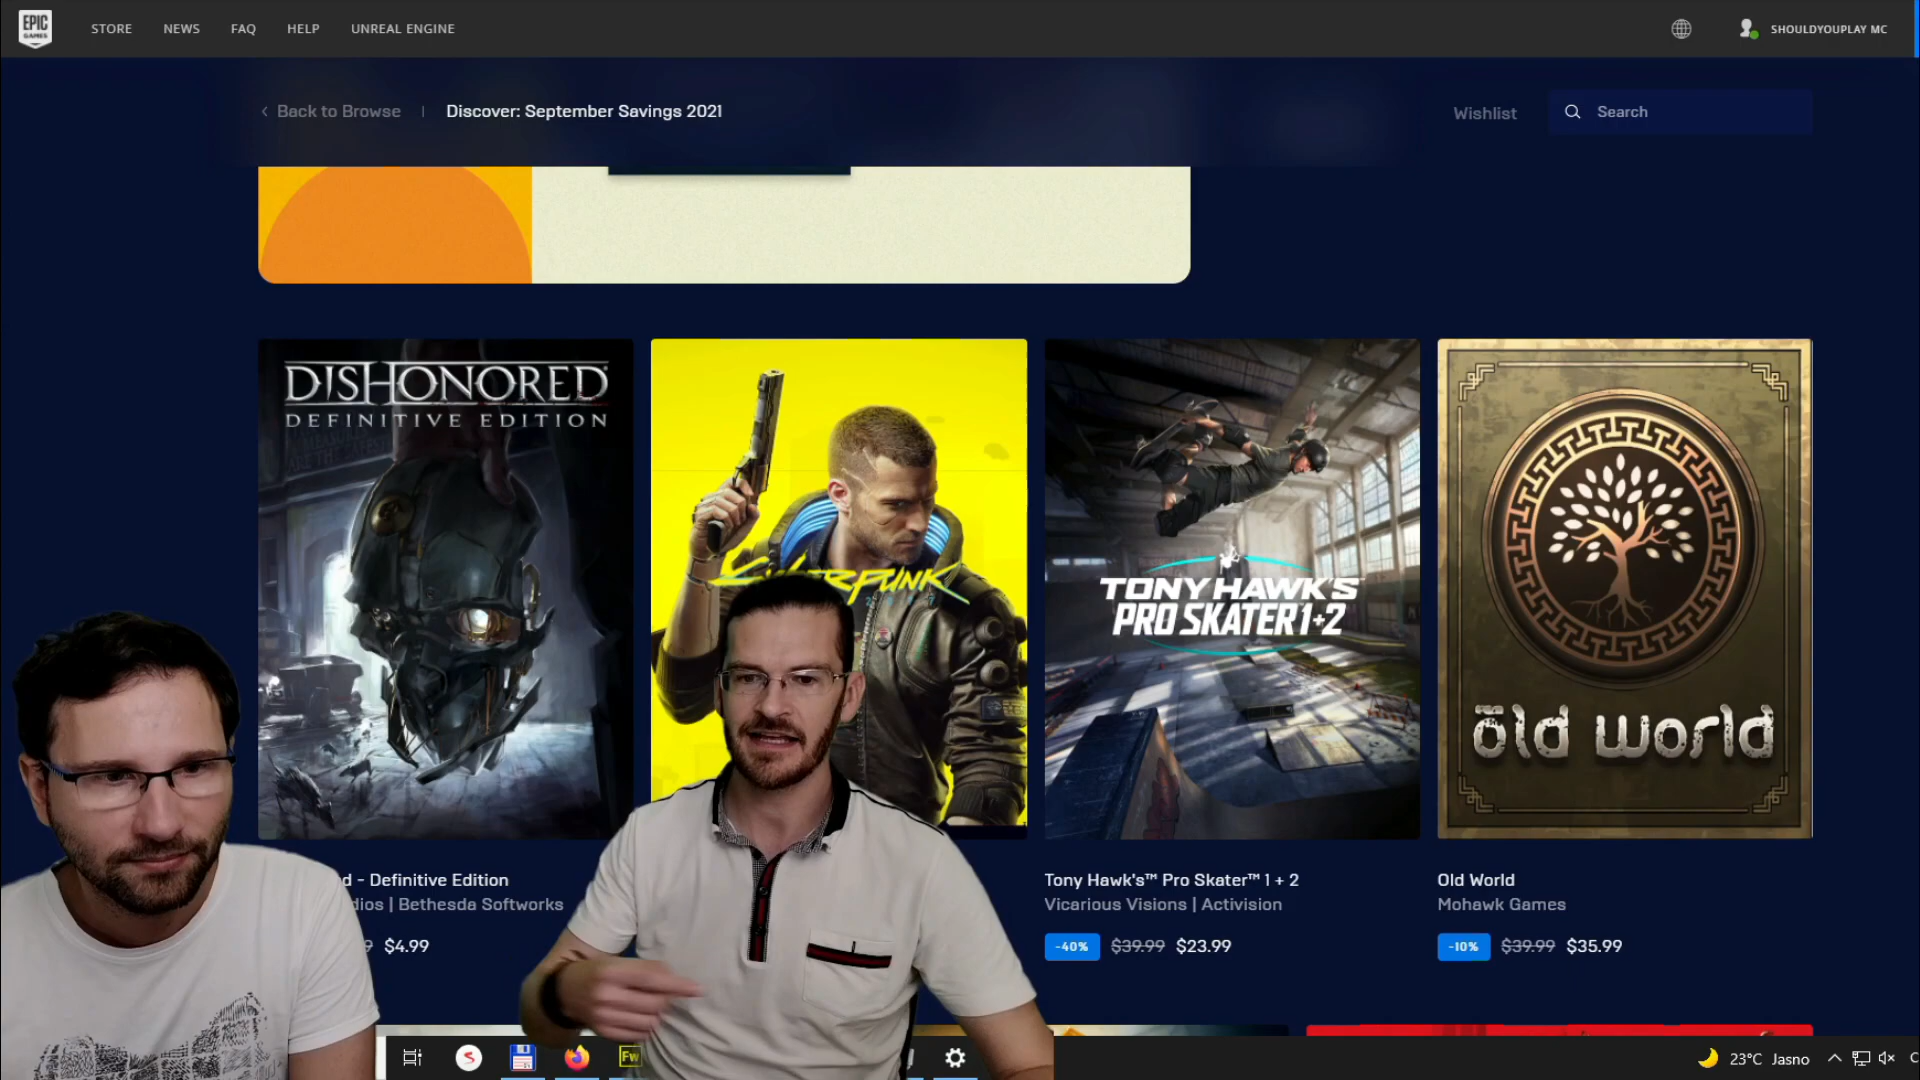 EPIC
GAMES
STORE
NEWS
FAQ
HELP
UNREAL ENGINE
SHOULDYOUPLAY MC
Back to Browse
Discover: September Savings 2021
Wishlist
Search
DISHONORED
DEFINITIVE EDITION
CYBERPUNK
TONY HAWK'S
PRO SKATER 1+2
old world
d - Definitive Edition
dios | Bethesda Softworks
9 $4.99
Tony Hawk's™ Pro Skater™ 1 + 2
Vicarious Visions | Activision
-40% $39.99 $23.99
Old World
Mohawk Games
-10% $39.99 $35.99
S
Fw
23°C Jasno